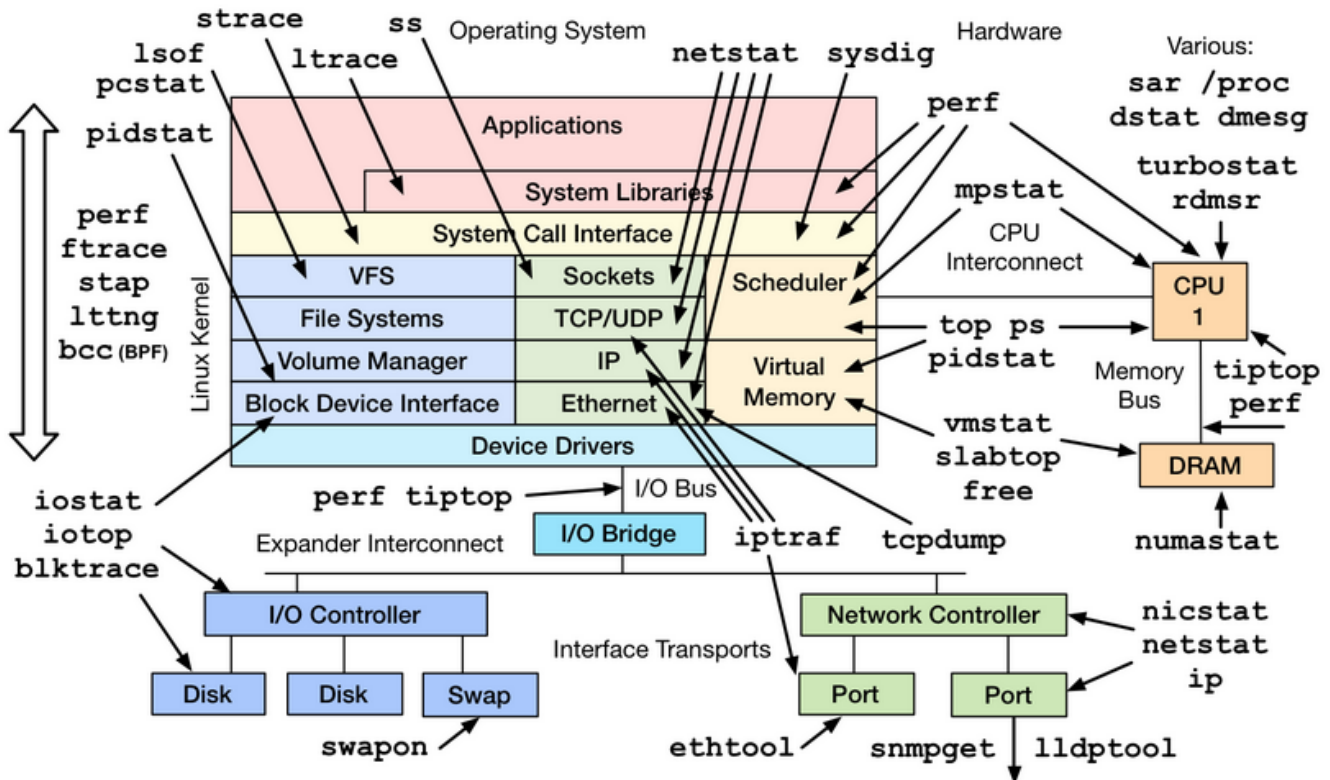 strace
ss
Operating System
Hardware
Various:
lsof
pcstat
ltrace
netstat
sysdig
sar /proc
dstat dmesg
perf
pidstat
Applications
turbostat
rdmsr
System Libraries
mpstat
perf
ftrace
stap
lttng
bcc (BPF)
Linux Kernel
System Call Interface
CPU
Interconnect
VFS
Sockets
Scheduler
CPU
1
File Systems
TCP/UDP
top ps
pidstat
Volume Manager
IP
Virtual
Memory
Memory
Bus
tiptop
perf
Block Device Interface
Ethernet
vmstat
slabtop
free
Device Drivers
DRAM
iostat
iotop
blktrace
perf tiptop
I/O Bus
I/O Bridge
iptraf
tcpdump
numastat
Expander Interconnect
I/O Controller
Network Controller
nicstat
netstat
ip
Interface Transports
Disk
Disk
Swap
Port
Port
swapon
ethtool
snmpget
lldptool